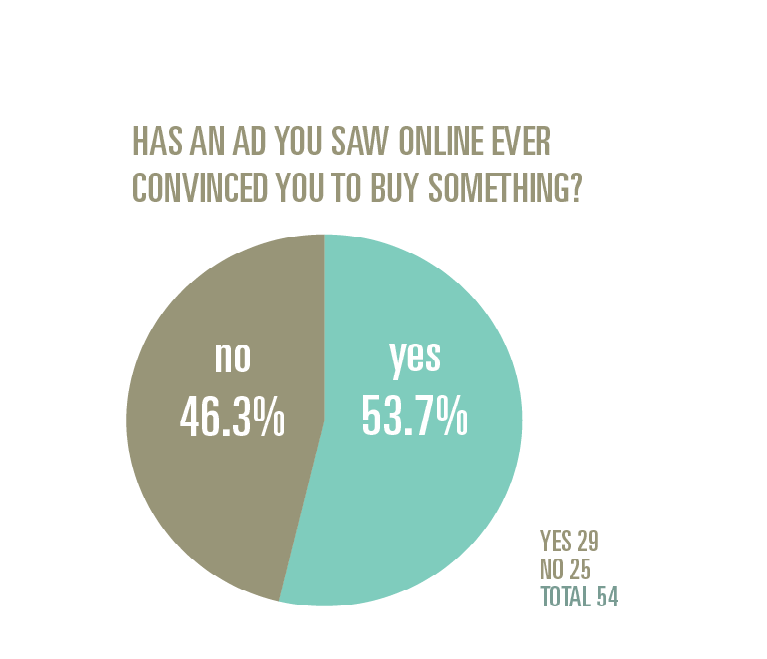 HAS AN AD YOU SAW ONLINE EVER
CONVINCED YOU TO BUY SOMETHING?
no
46.3%
yes
53.7%
YES 29
NO 25
TOTAL 54